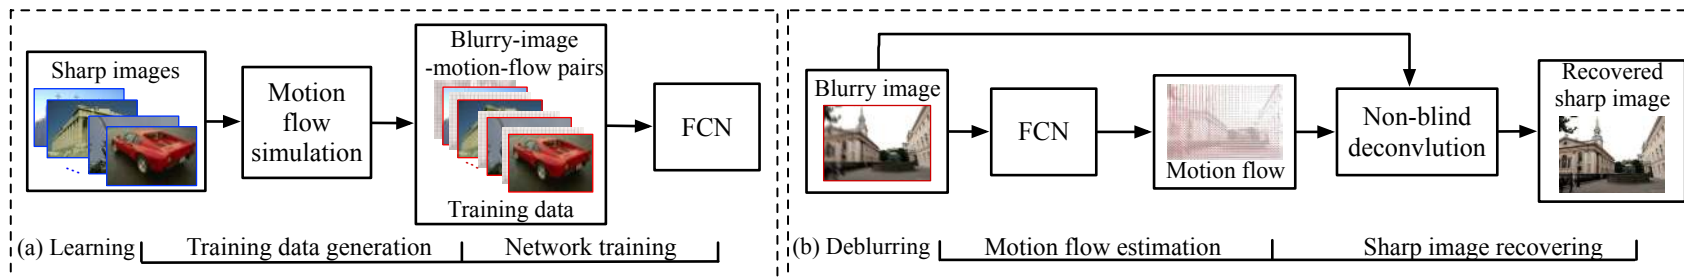 Sharp images
Motion
flow
simulation
Blurry-image
-motion-flow pairs
Training data
FCN
(a) Learning
Training data generation
Network training
Blurry image
FCN
Motion flow
Non-blind
deconvlution
Recovered
sharp image
(b) Deblurring
Motion flow estimation
Sharp image recovering